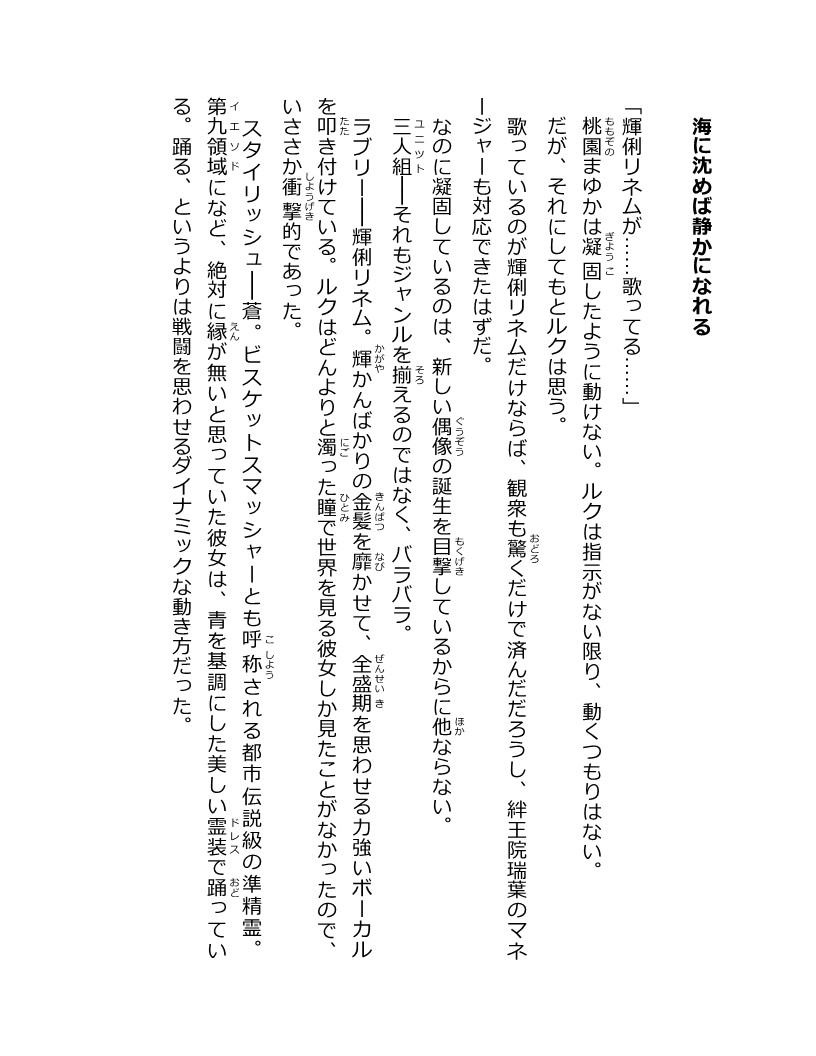 海に沈めば静かになれる
「輝俐リネムが……歌ってる……」
桃園まゆかは凝固したように動けない。ルクは指示がない限り、動くつもりはない。
だが、それにしてもとルクは思う。
歌っているのが輝俐リネムだけならば、観衆も驚くだけで済んだだろうし、絆王院瑞葉のマネ
ージャーも対応できたはずだ。
なのに凝固しているのは、新しい偶像の誕生を目撃しているからに他ならない。
三人組――それもジャンルを揃えるのではなく、バラバラ。
ラブリー――輝俐リネム。輝かんばかりの金髪を靡かせて、全盛期を思わせる力強いボーカル
を叩き付けている。ルクはどんよりと濁った瞳で世界を見る彼女しか見たことがなかったので、
いささか衝撃的であった。
スタイリッシュ――蒼。ビスケットスマッシャーとも呼称される都市伝説級の準精霊。
第九領域になど、絶対に縁が無いと思っていた彼女は、青を基調にした美しい霊装で踊ってい
る。踊る、というよりは戦闘を思わせるダイナミックな動き方だった。